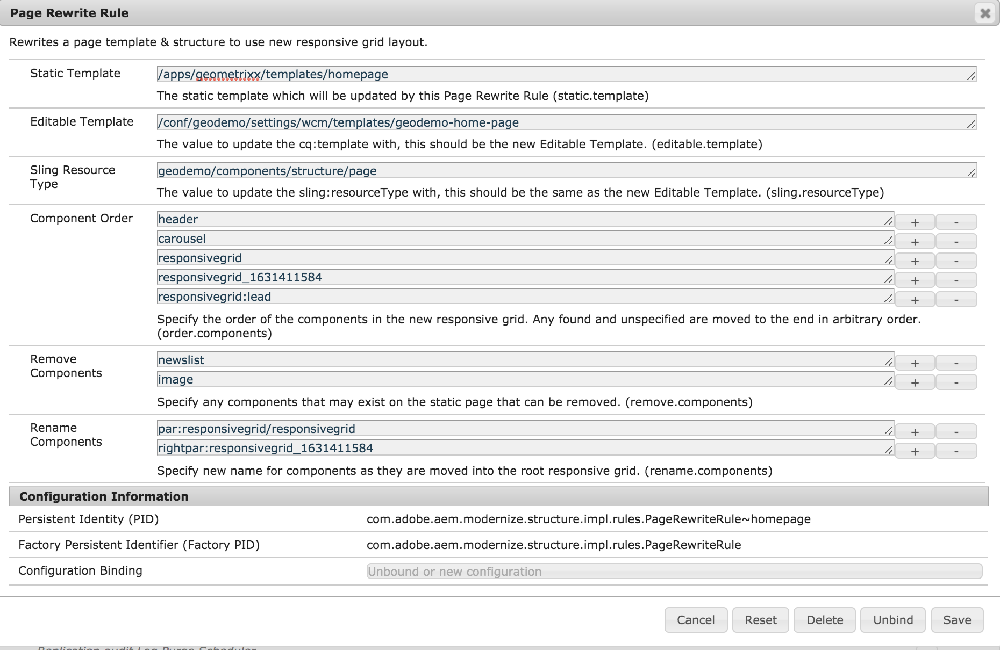 Page Rewrite Rule
Rewrites a page template & structure to use new responsive grid layout.
Static Template
/apps/geometrixx/templates/homepage
The static template which will be updated by this Page Rewrite Rule (static.template)
Editable Template
/conf/geodemo/settings/wcm/templates/geodemo-home-page
The value to update the cq:template with, this should be the new Editable Template. (editable.template)
Sling Resource
Type
geodemo/components/structure/page
The value to update the sling:resourceType with, this should be the same as the new Editable Template. (sling.resourceType)
Component Order
header
+ -
carousel
+ -
responsivegrid
+ -
responsivegrid_1631411584
+ -
responsivegrid:lead
+ -
Specify the order of the components in the new responsive grid. Any found and unspecified are moved to the end in arbitrary order.
(order.components)
Remove
Components
newslist
+ -
image
+ -
Specify any components that may exist on the static page that can be removed. (remove.components)
Rename
Components
par:responsivegrid/responsivegrid
+ -
rightpar:responsivegrid_1631411584
+ -
Specify new name for components as they are moved into the root responsive grid. (rename.components)
Configuration Information
Persistent Identity (PID)
com.adobe.aem.modernize.structure.impl.rules.PageRewriteRule~homepage
Factory Persistent Identifier (Factory PID)
com.adobe.aem.modernize.structure.impl.rules.PageRewriteRule
Configuration Binding
Unbound or new configuration
Cancel Reset Delete Unbind Save
Replication audit Log Purge Scheduler